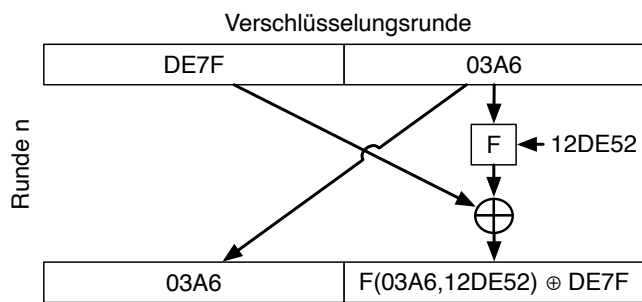 Verschlüsselungsrunde
DE7F 03A6
Runde n
F 12DE52
03A6 F(03A6,12DE52) ⊕ DE7F